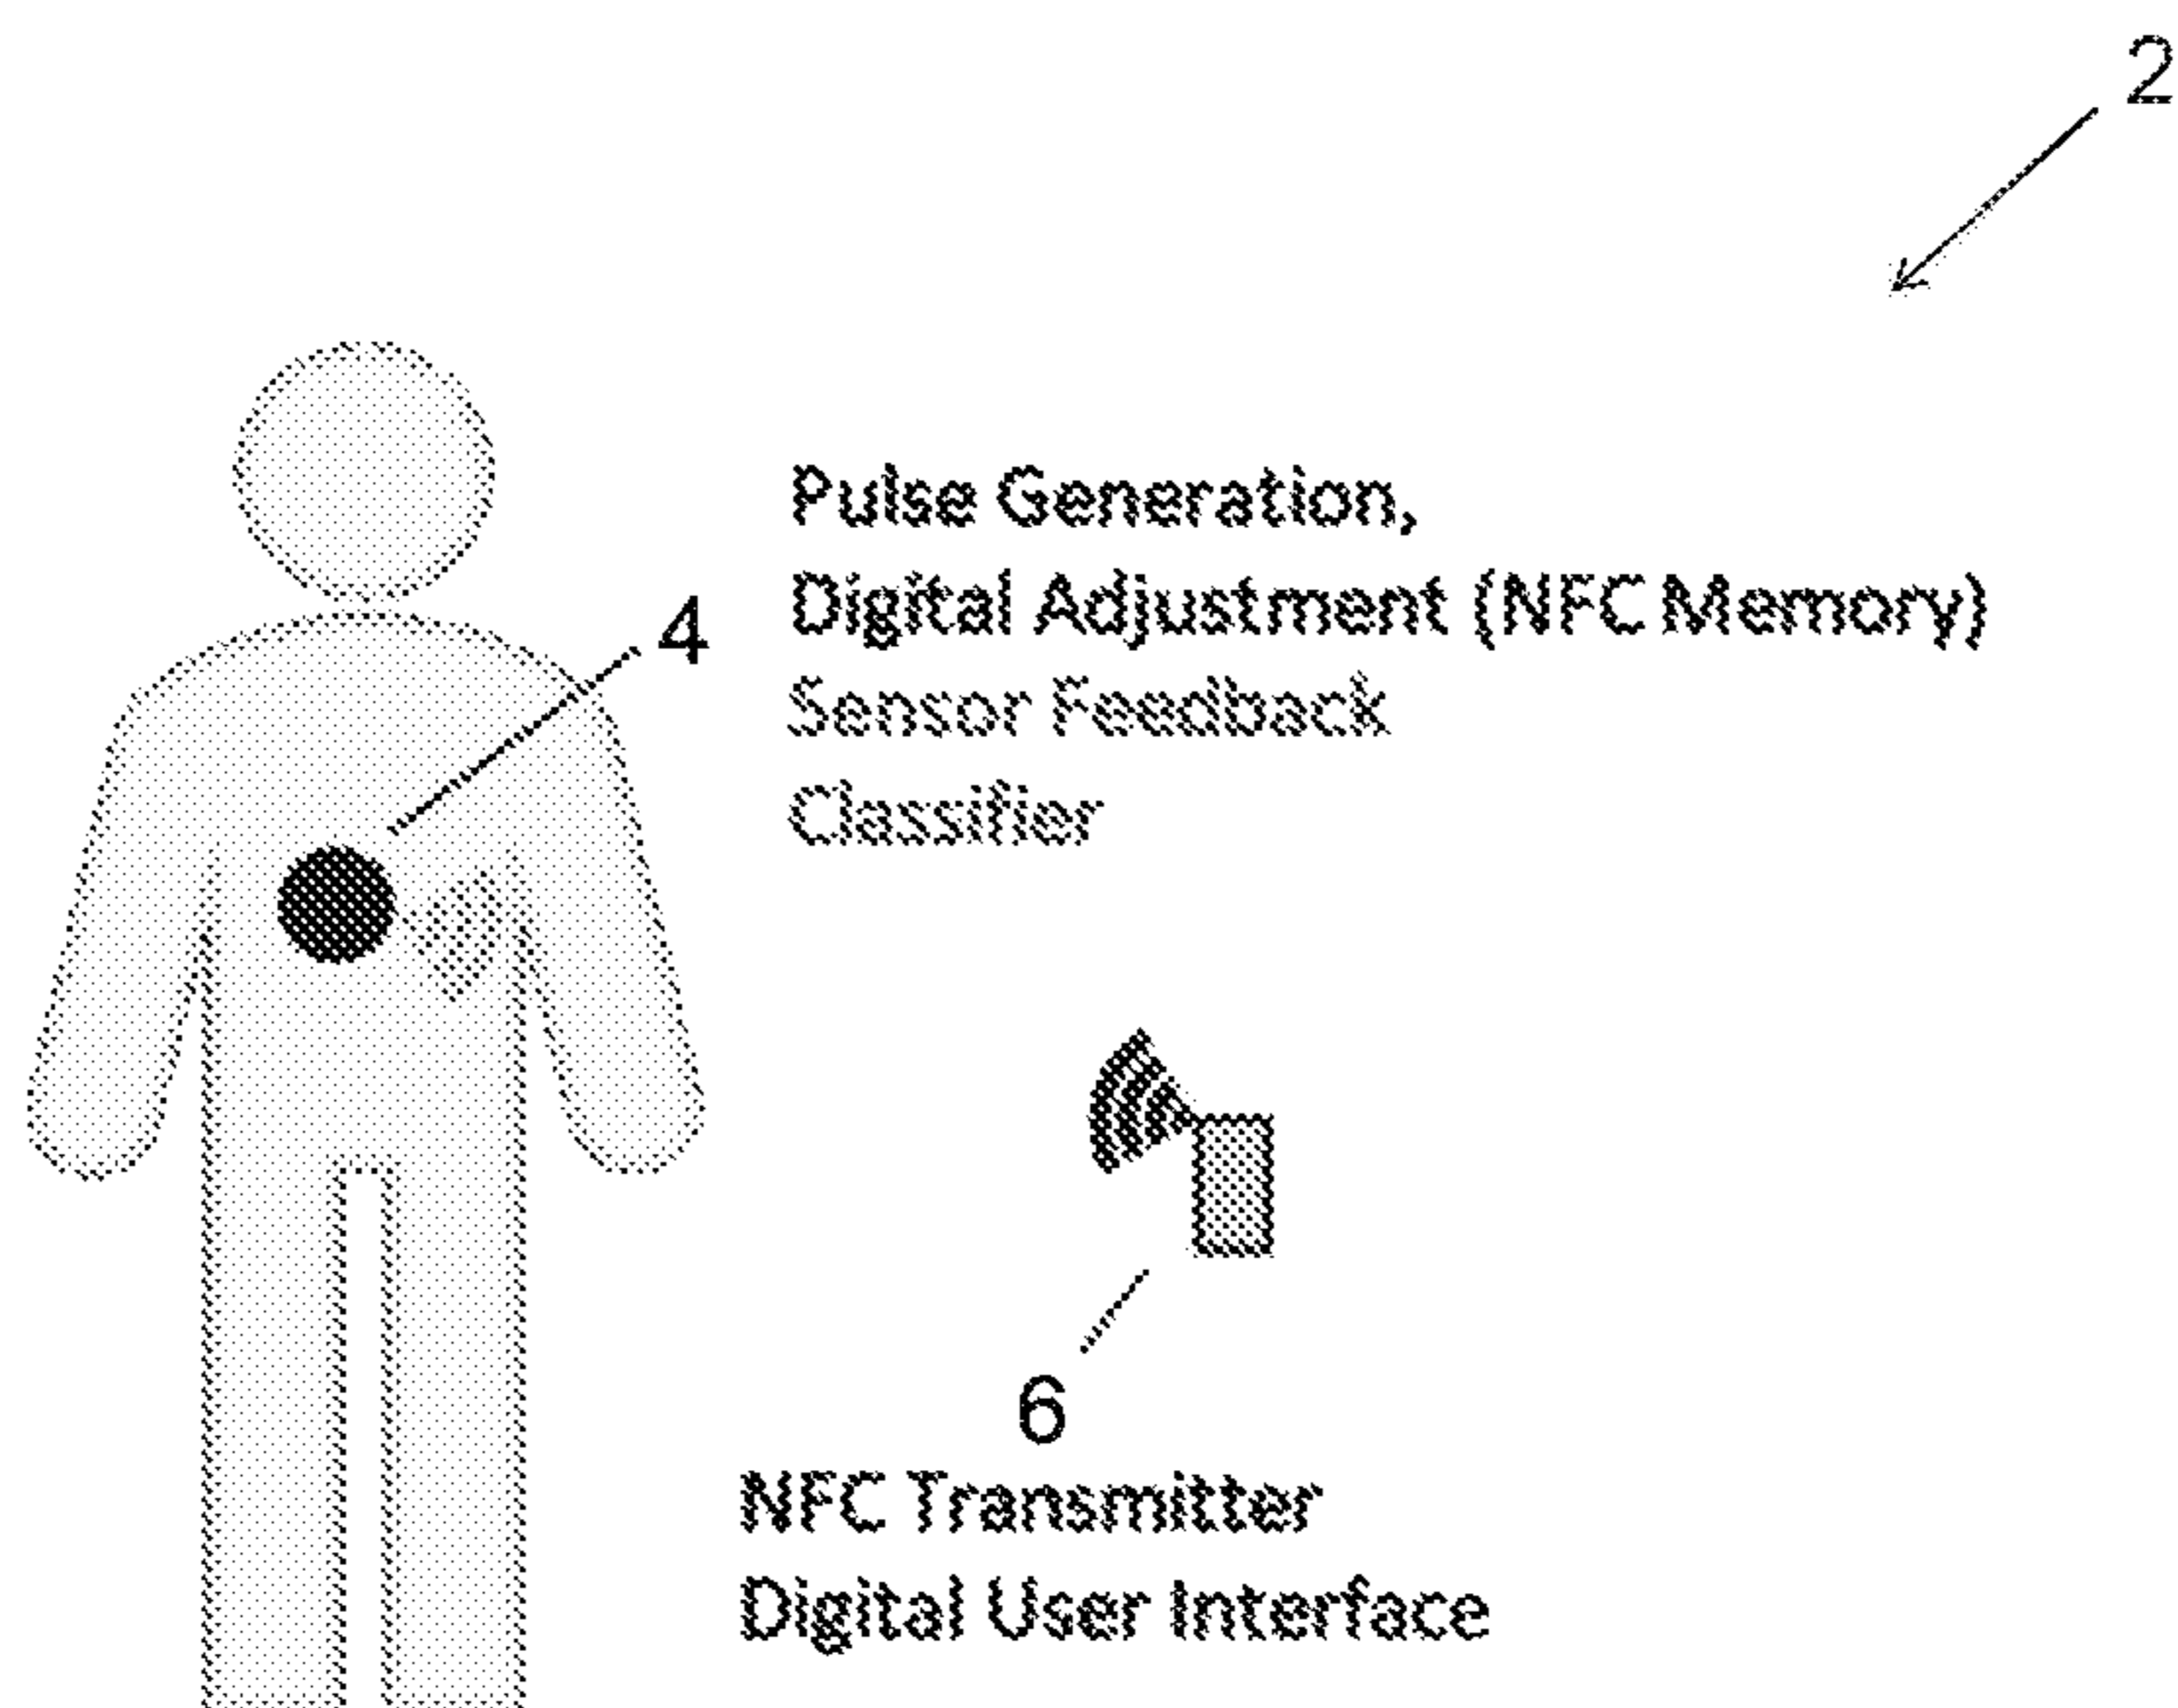 2
Pulse Generation,
4
Digital Adjustment (NFC Memory)
Sensor Feedback
Classifier
6
NFC Transmitter
Digital User Interface